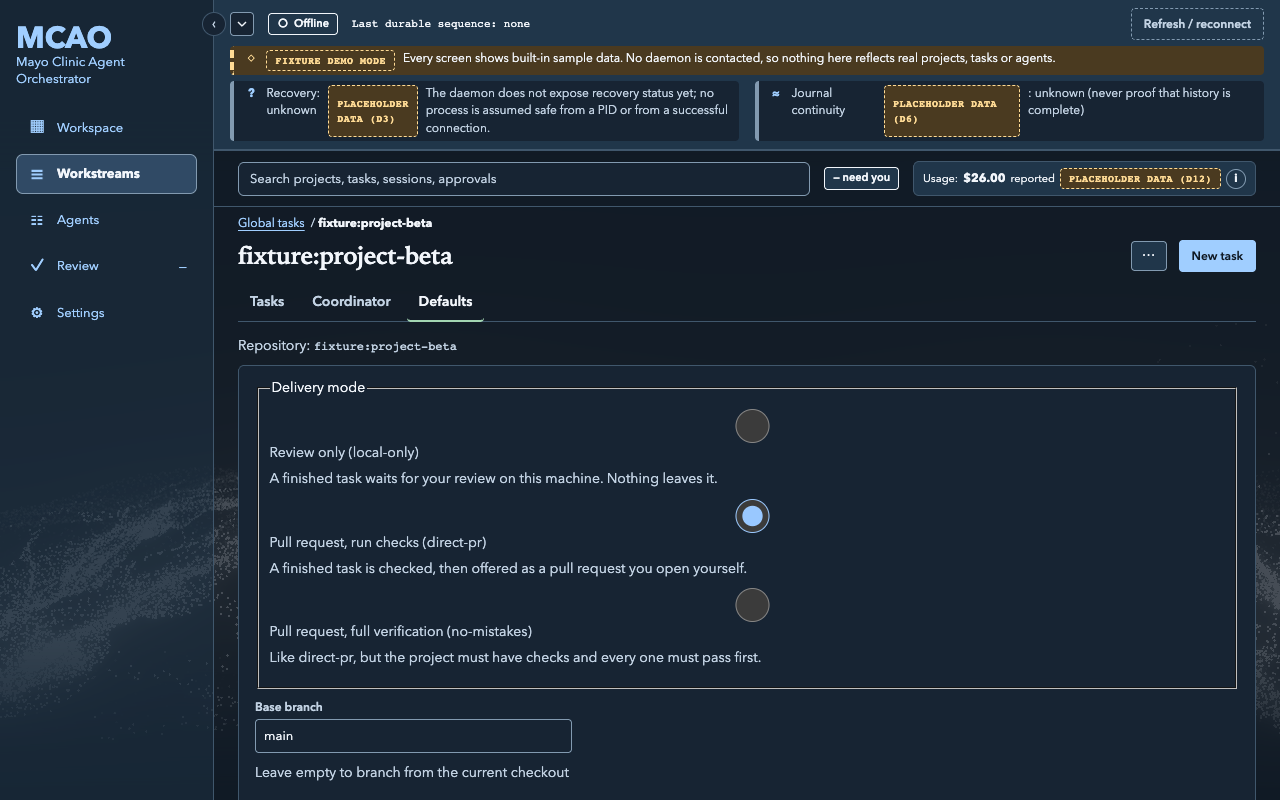 MCAO
Mayo Clinic Agent
Orchestrator
Workspace
Workstreams
Agents
Review –
Settings
Offline
Last durable sequence: none
Refresh / reconnect
FIXTURE DEMO MODE Every screen shows built-in sample data. No daemon is contacted, so nothing here reflects real projects, tasks or agents.
? Recovery:
unknown
PLACEHOLDER
DATA (D3)
The daemon does not expose recovery status yet; no
process is assumed safe from a PID or from a successful
connection.
≈ Journal
continuity
PLACEHOLDER DATA
(D6)
: unknown (never proof that history is
complete)
Search projects, tasks, sessions, approvals
– need you
Usage: $26.00 reported PLACEHOLDER DATA (D12) i
Global tasks / fixture:project-beta
fixture:project-beta
... New task
Tasks Coordinator Defaults
Repository: fixture:project-beta
Delivery mode
Review only (local-only)
A finished task waits for your review on this machine. Nothing leaves it.
Pull request, run checks (direct-pr)
A finished task is checked, then offered as a pull request you open yourself.
Pull request, full verification (no-mistakes)
Like direct-pr, but the project must have checks and every one must pass first.
Base branch
main
Leave empty to branch from the current checkout